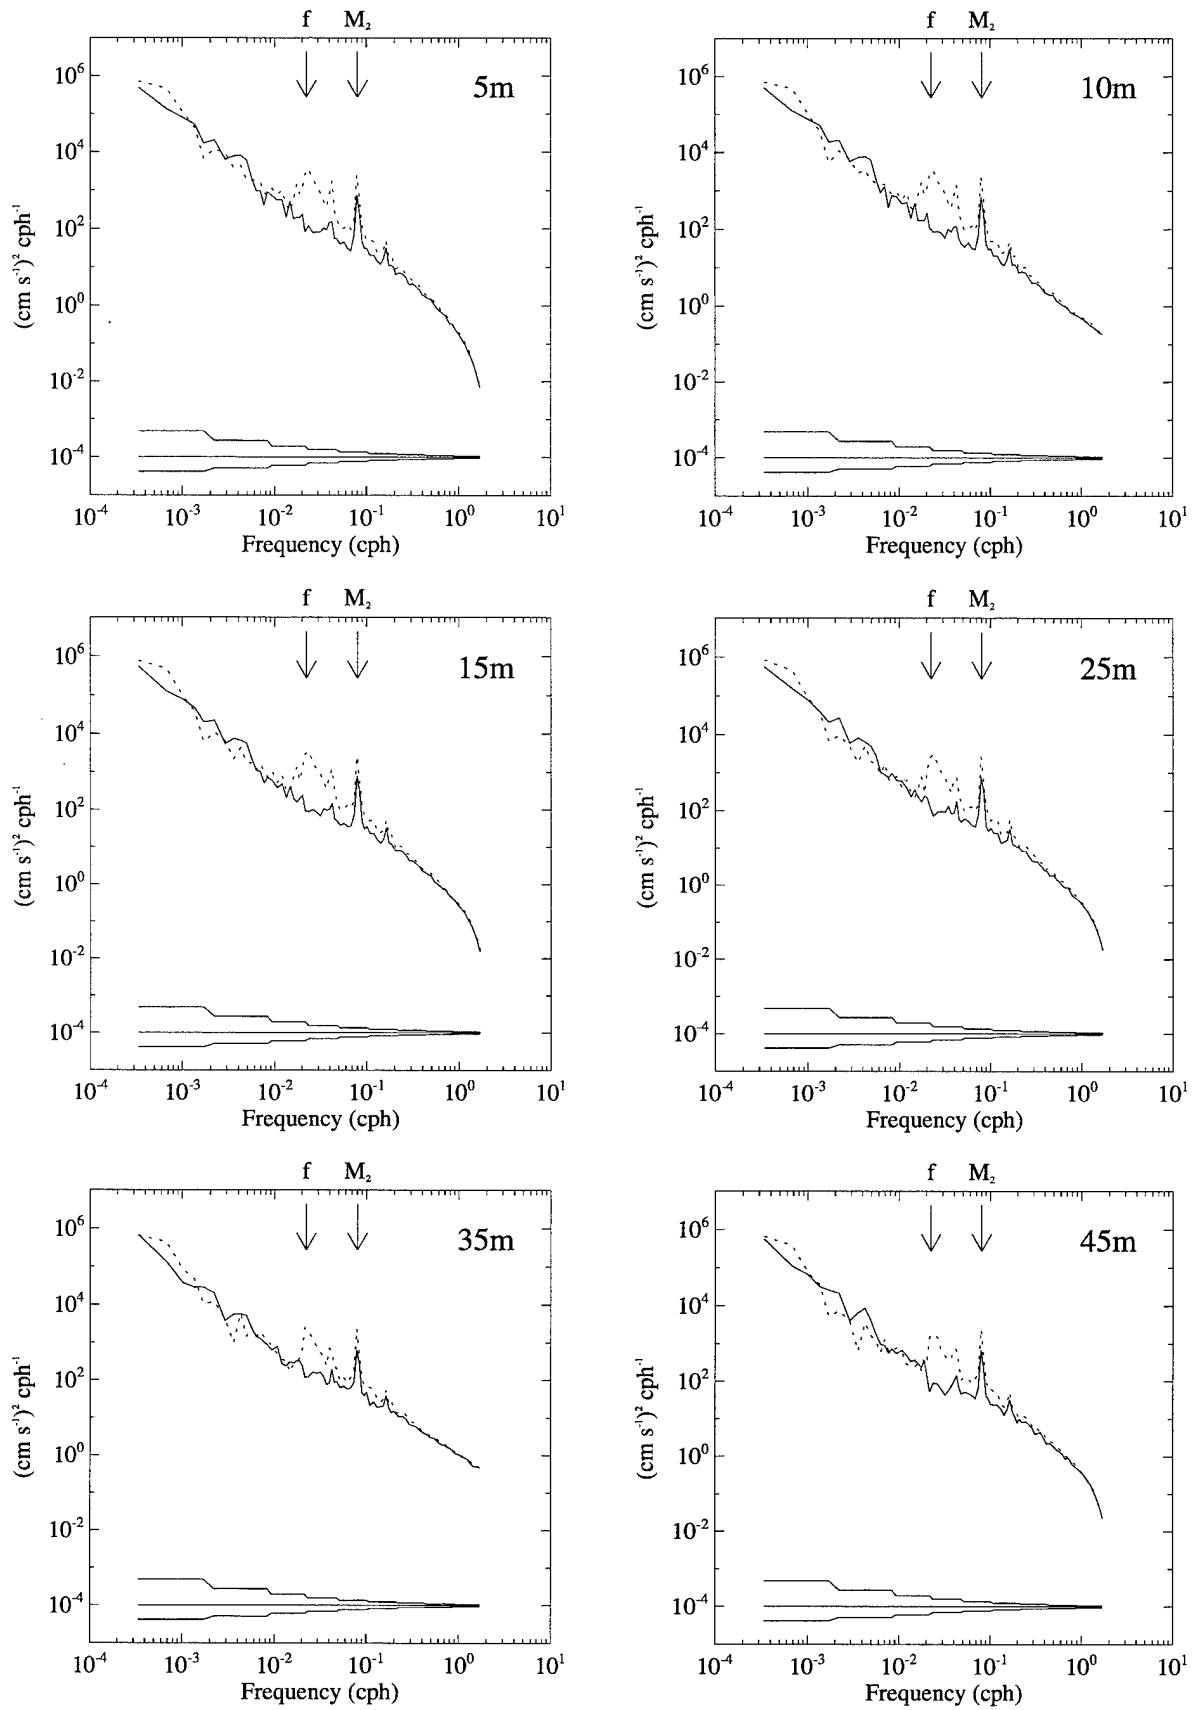 f M₂
5m
10⁶
10⁴
10²
10⁰
10⁻²
10⁻⁴
(cm s⁻¹)² cph⁻¹
10⁻⁴ 10⁻³ 10⁻² 10⁻¹ 10⁰ 10¹
Frequency (cph)
f M₂
10m
10⁶
10⁴
10²
10⁰
10⁻²
10⁻⁴
(cm s⁻¹)² cph⁻¹
10⁻⁴ 10⁻³ 10⁻² 10⁻¹ 10⁰ 10¹
Frequency (cph)
f M₂
15m
10⁶
10⁴
10²
10⁰
10⁻²
10⁻⁴
(cm s⁻¹)² cph⁻¹
10⁻⁴ 10⁻³ 10⁻² 10⁻¹ 10⁰ 10¹
Frequency (cph)
f M₂
25m
10⁶
10⁴
10²
10⁰
10⁻²
10⁻⁴
(cm s⁻¹)² cph⁻¹
10⁻⁴ 10⁻³ 10⁻² 10⁻¹ 10⁰ 10¹
Frequency (cph)
f M₂
35m
10⁶
10⁴
10²
10⁰
10⁻²
10⁻⁴
(cm s⁻¹)² cph⁻¹
10⁻⁴ 10⁻³ 10⁻² 10⁻¹ 10⁰ 10¹
Frequency (cph)
f M₂
45m
10⁶
10⁴
10²
10⁰
10⁻²
10⁻⁴
(cm s⁻¹)² cph⁻¹
10⁻⁴ 10⁻³ 10⁻² 10⁻¹ 10⁰ 10¹
Frequency (cph)